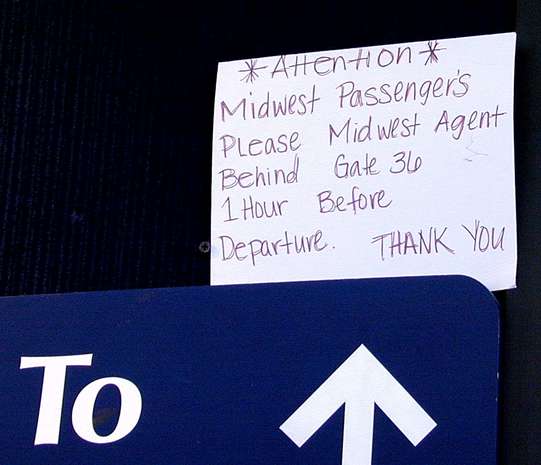 *Attention*
Midwest Passenger's
Please Midwest Agent
Behind Gate 36
1 Hour Before
Departure. THANK YOU
To